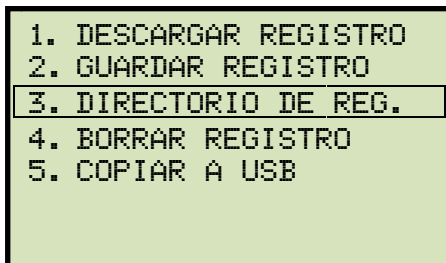 1. DESCARGAR REGISTRO
2. GUARDAR REGISTRO
3. DIRECTORIO DE REG.
4. BORRAR REGISTRO
5. COPIAR A USB